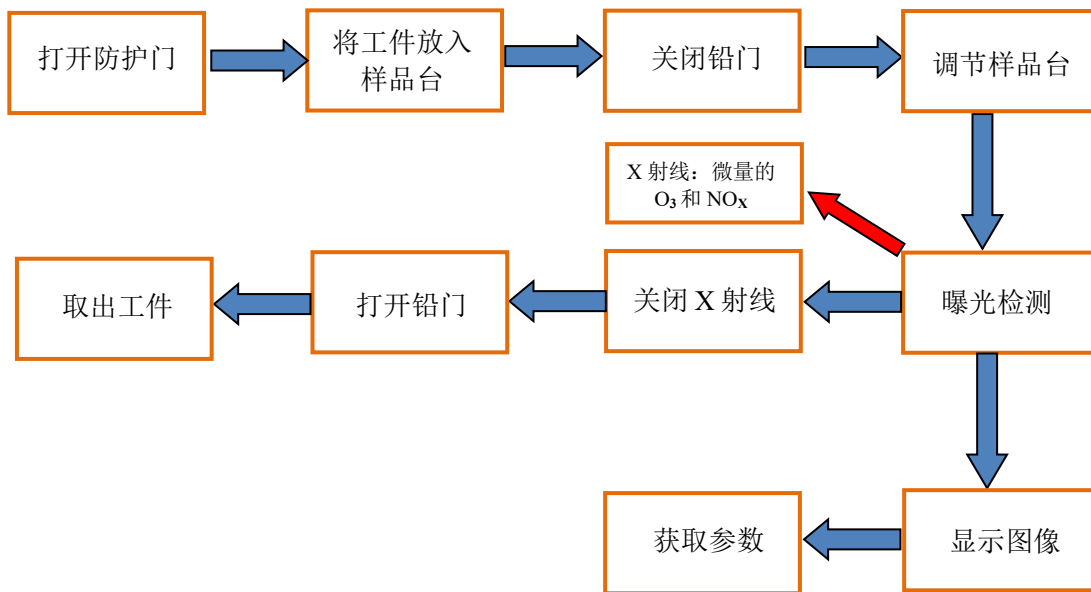 打开防护门
将工件放入
样品台
关闭铅门
调节样品台
X 射线：微量的
O₃ 和 NOX
取出工件
打开铅门
关闭 X 射线
曝光检测
获取参数
显示图像